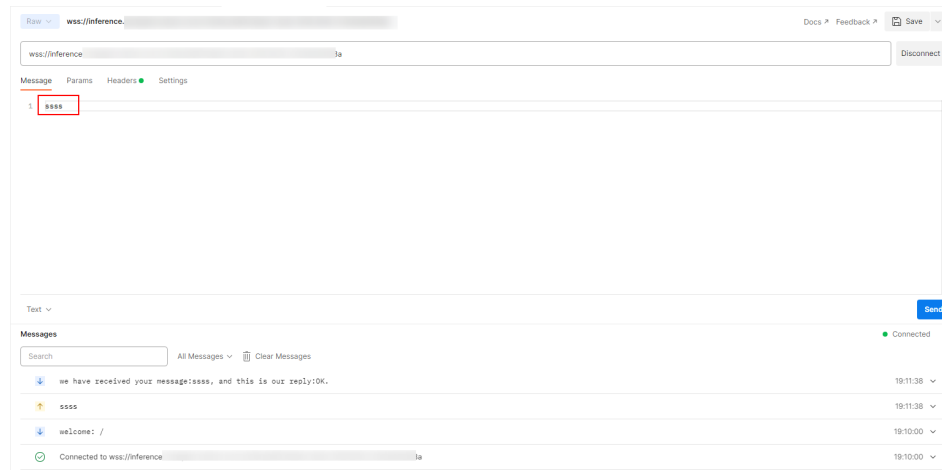 Raw wss://inference. Docs Feedback Save
wss://inference Disconnect
Message Params Headers Settings
1 ssss
Text Send
Messages Connected
Search All Messages Clear Messages
we have received your message:ssss, and this is our reply:OK. 19:11:38
ssss 19:11:38
welcome: / 19:10:00
Connected to wss://inference 19:10:00